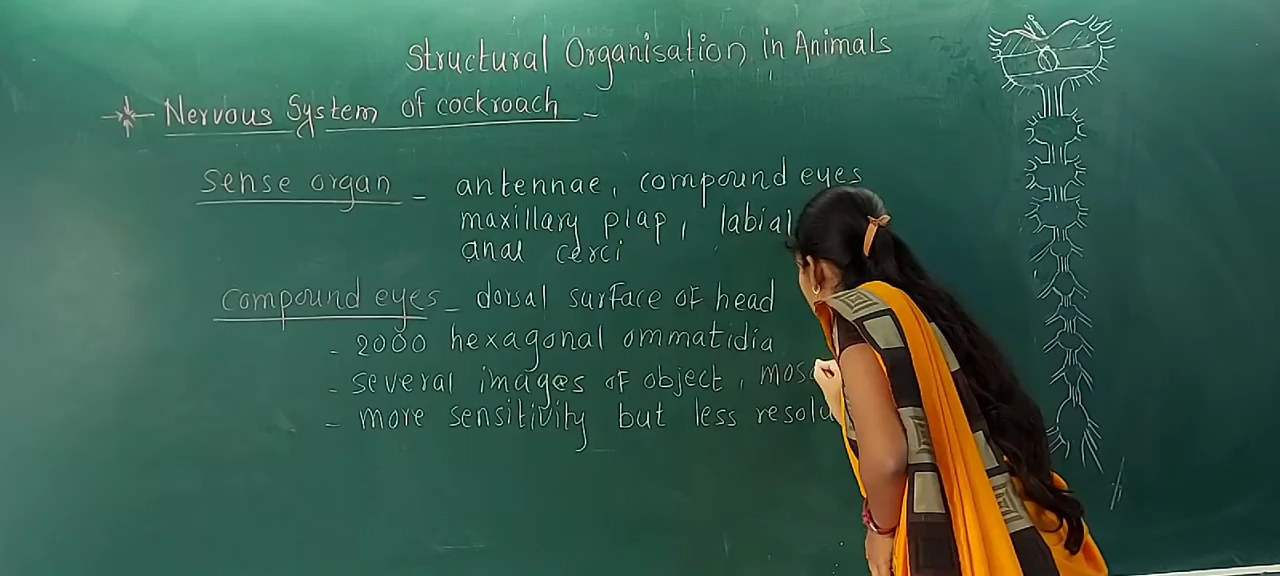 Structural Organisation in Animals
Nervous System of cockroach -
sense organ - antennae, compound eyes
maxillary plap, labial
anal cerci
compound eyes - dorsal surface of head
- 2000 hexagonal ommatidia
- several images of object,
- more sensitivity but less